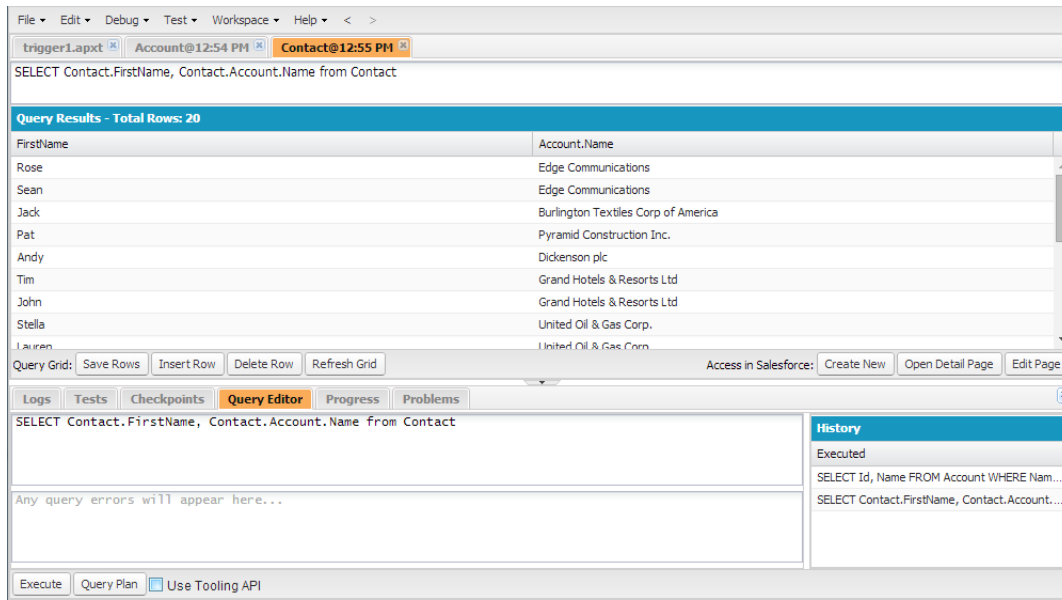 File Edit Debug Test Workspace Help < >
trigger1.apxt Account@12:54 PM Contact@12:55 PM
SELECT Contact.FirstName, Contact.Account.Name from Contact
Query Results - Total Rows: 20
FirstName Account.Name
Rose Edge Communications
Sean Edge Communications
Jack Burlington Textiles Corp of America
Pat Pyramid Construction Inc.
Andy Dickenson plc
Tim Grand Hotels & Resorts Ltd
John Grand Hotels & Resorts Ltd
Stella United Oil & Gas Corp.
Lauren United Oil & Gas Corp.
Query Grid: Save Rows Insert Row Delete Row Refresh Grid Access in Salesforce: Create New Open Detail Page Edit Page
Logs Tests Checkpoints Query Editor Progress Problems
SELECT Contact.FirstName, Contact.Account.Name from Contact
History
Executed
SELECT Id, Name FROM Account WHERE Nam...
SELECT Contact.FirstName, Contact.Account....
Any query errors will appear here...
Execute Query Plan Use Tooling API